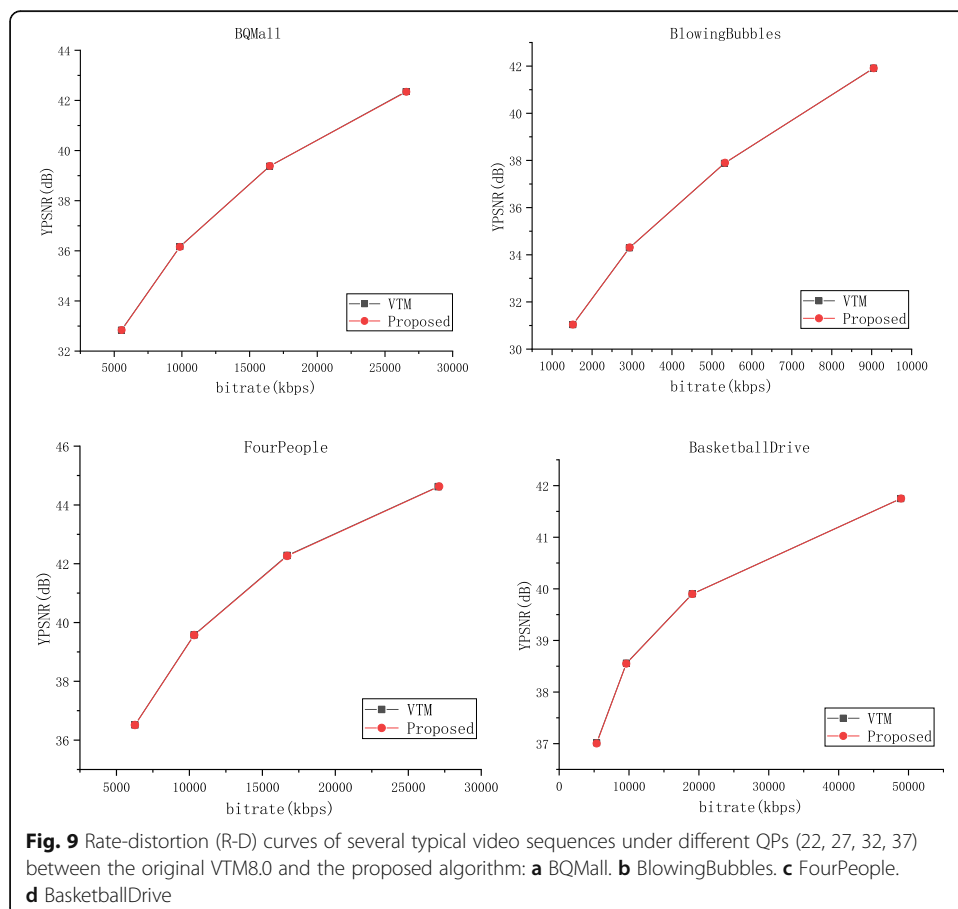 BQMall
44
42
40
38
36
34
32
YPSNR(dB)
5000 10000 15000 20000 25000 30000
bitrate(kbps)
VTM
Proposed
BlowingBubbles
42
40
38
36
34
32
30
YPSNR(dB)
1000 2000 3000 4000 5000 6000 7000 8000 9000 10000
bitrate(kbps)
VTM
Proposed
FourPeople
46
44
42
40
38
36
YPSNR(dB)
5000 10000 15000 20000 25000 30000
bitrate(kbps)
VTM
Proposed
BasketballDrive
42
41
40
39
38
37
YPSNR(dB)
0 10000 20000 30000 40000 50000
bitrate(kbps)
VTM
Proposed
Fig. 9 Rate-distortion (R-D) curves of several typical video sequences under different QPs (22, 27, 32, 37)
between the original VTM8.0 and the proposed algorithm: a BQMall. b BlowingBubbles. c FourPeople.
d BasketballDrive